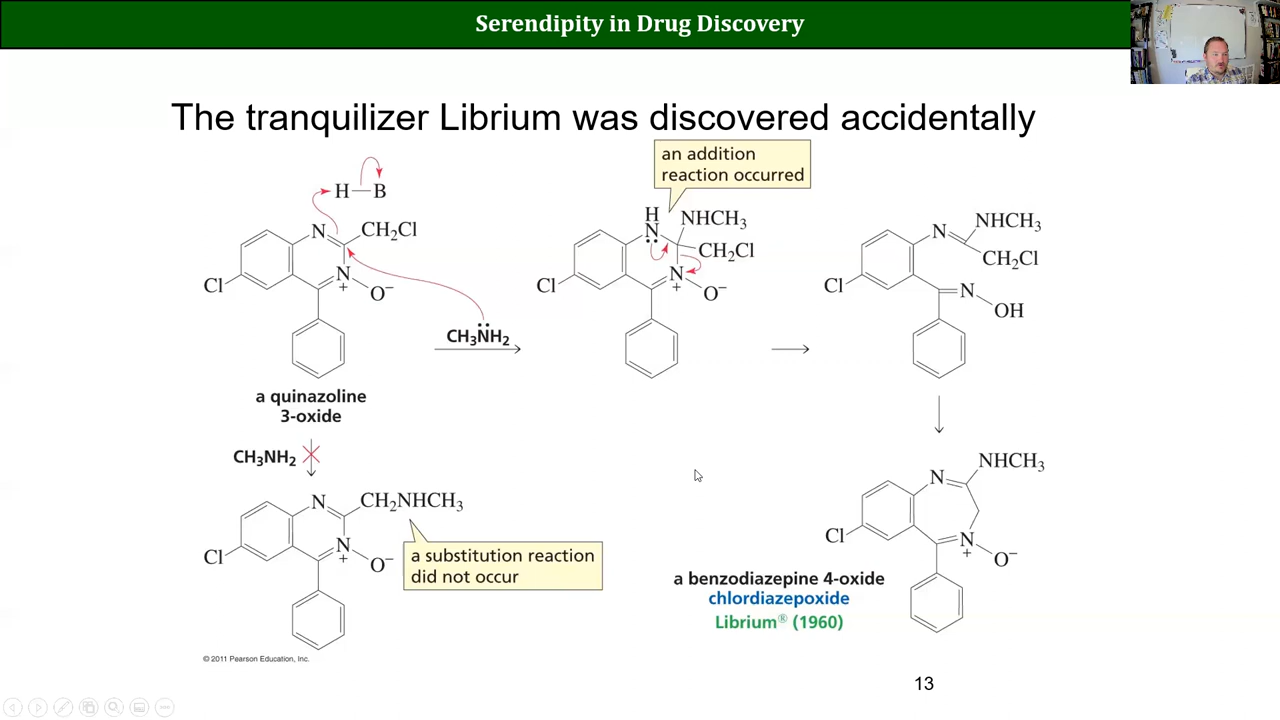 Serendipity in Drug Discovery
The tranquilizer Librium was discovered accidentally
an addition
reaction occurred
H—B
N
CH₂Cl
N
+
O⁻
Cl
CH₃N̈H₂
a quinazoline
3-oxide
H
N
NHCH₃
CH₂Cl
N
+
O⁻
Cl
N
NHCH₃
CH₂Cl
Cl
N
OH
CH₃NH₂
N
CH₂NHCH₃
N
+
O⁻
Cl
a substitution reaction
did not occur
N
NHCH₃
Cl
N
+
O⁻
a benzodiazepine 4-oxide
chlordiazepoxide
Librium® (1960)
© 2011 Pearson Education, Inc.
13